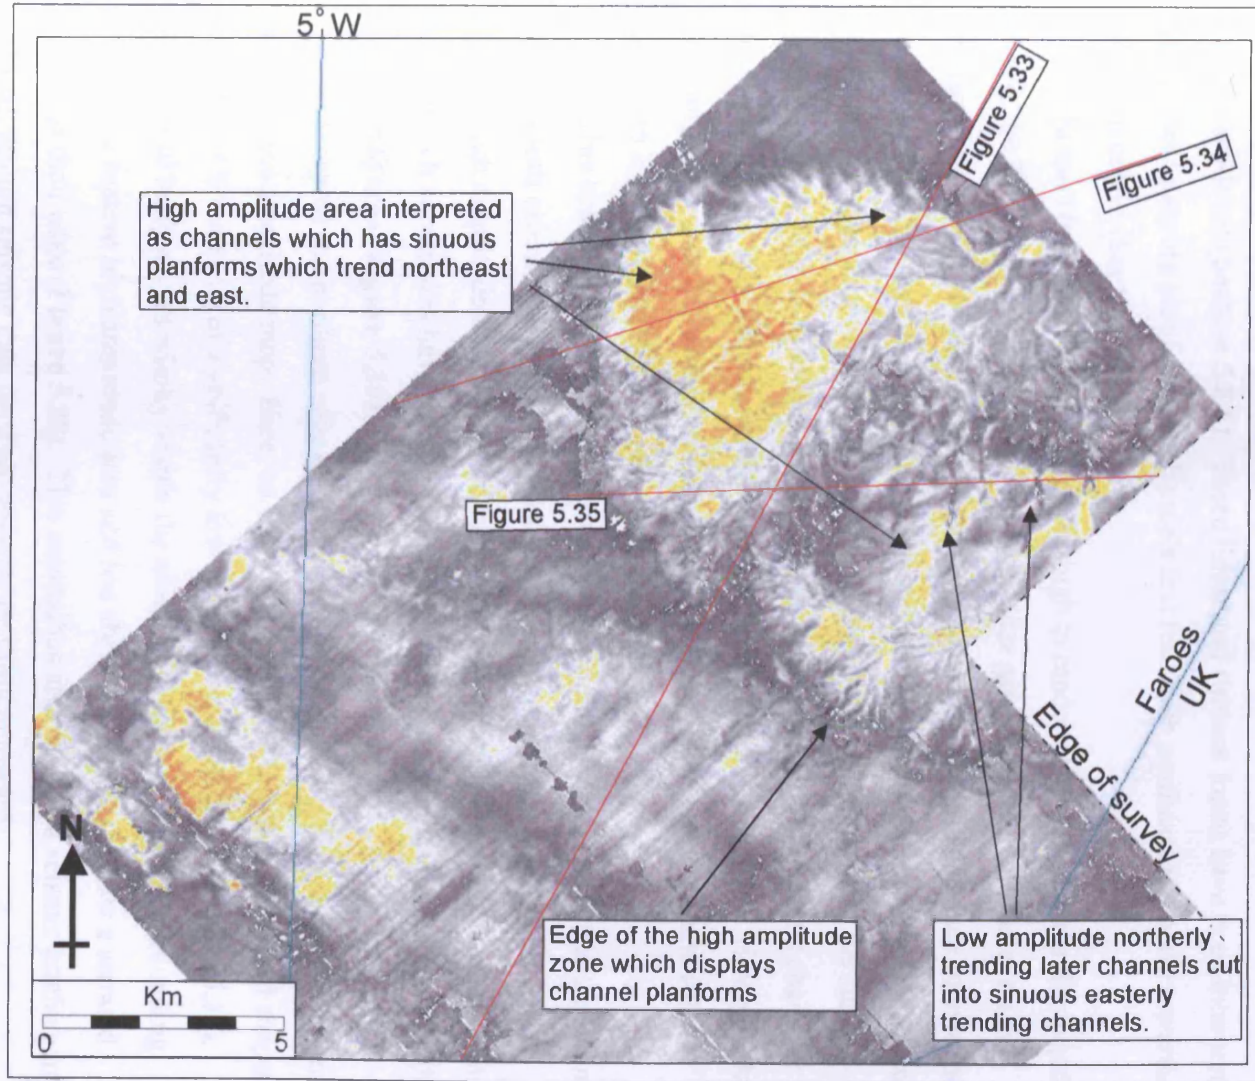 5°W
Figure 5.33
Figure 5.34
High amplitude area interpreted
as channels which has sinuous
planforms which trend northeast
and east.
Figure 5.35
Faroes
UK
Edge of survey
N
Edge of the high amplitude
zone which displays
channel planforms
Low amplitude northerly
trending later channels cut
into sinuous easterly
trending channels.
Km
0
5